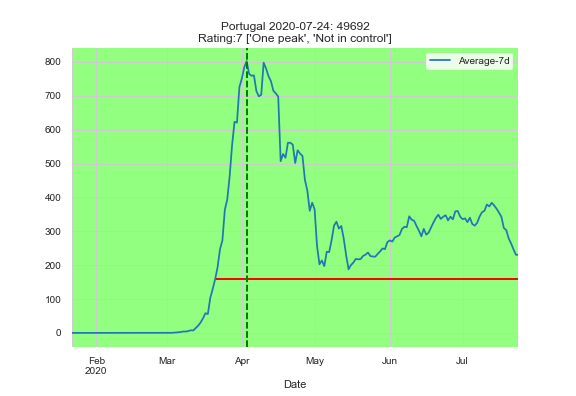 Portugal 2020-07-24: 49692
Rating:7 ['One peak', 'Not in control']
Average-7d
800
700
600
500
400
300
200
100
0
Feb
2020
Mar
Apr
May
Jun
Jul
Date